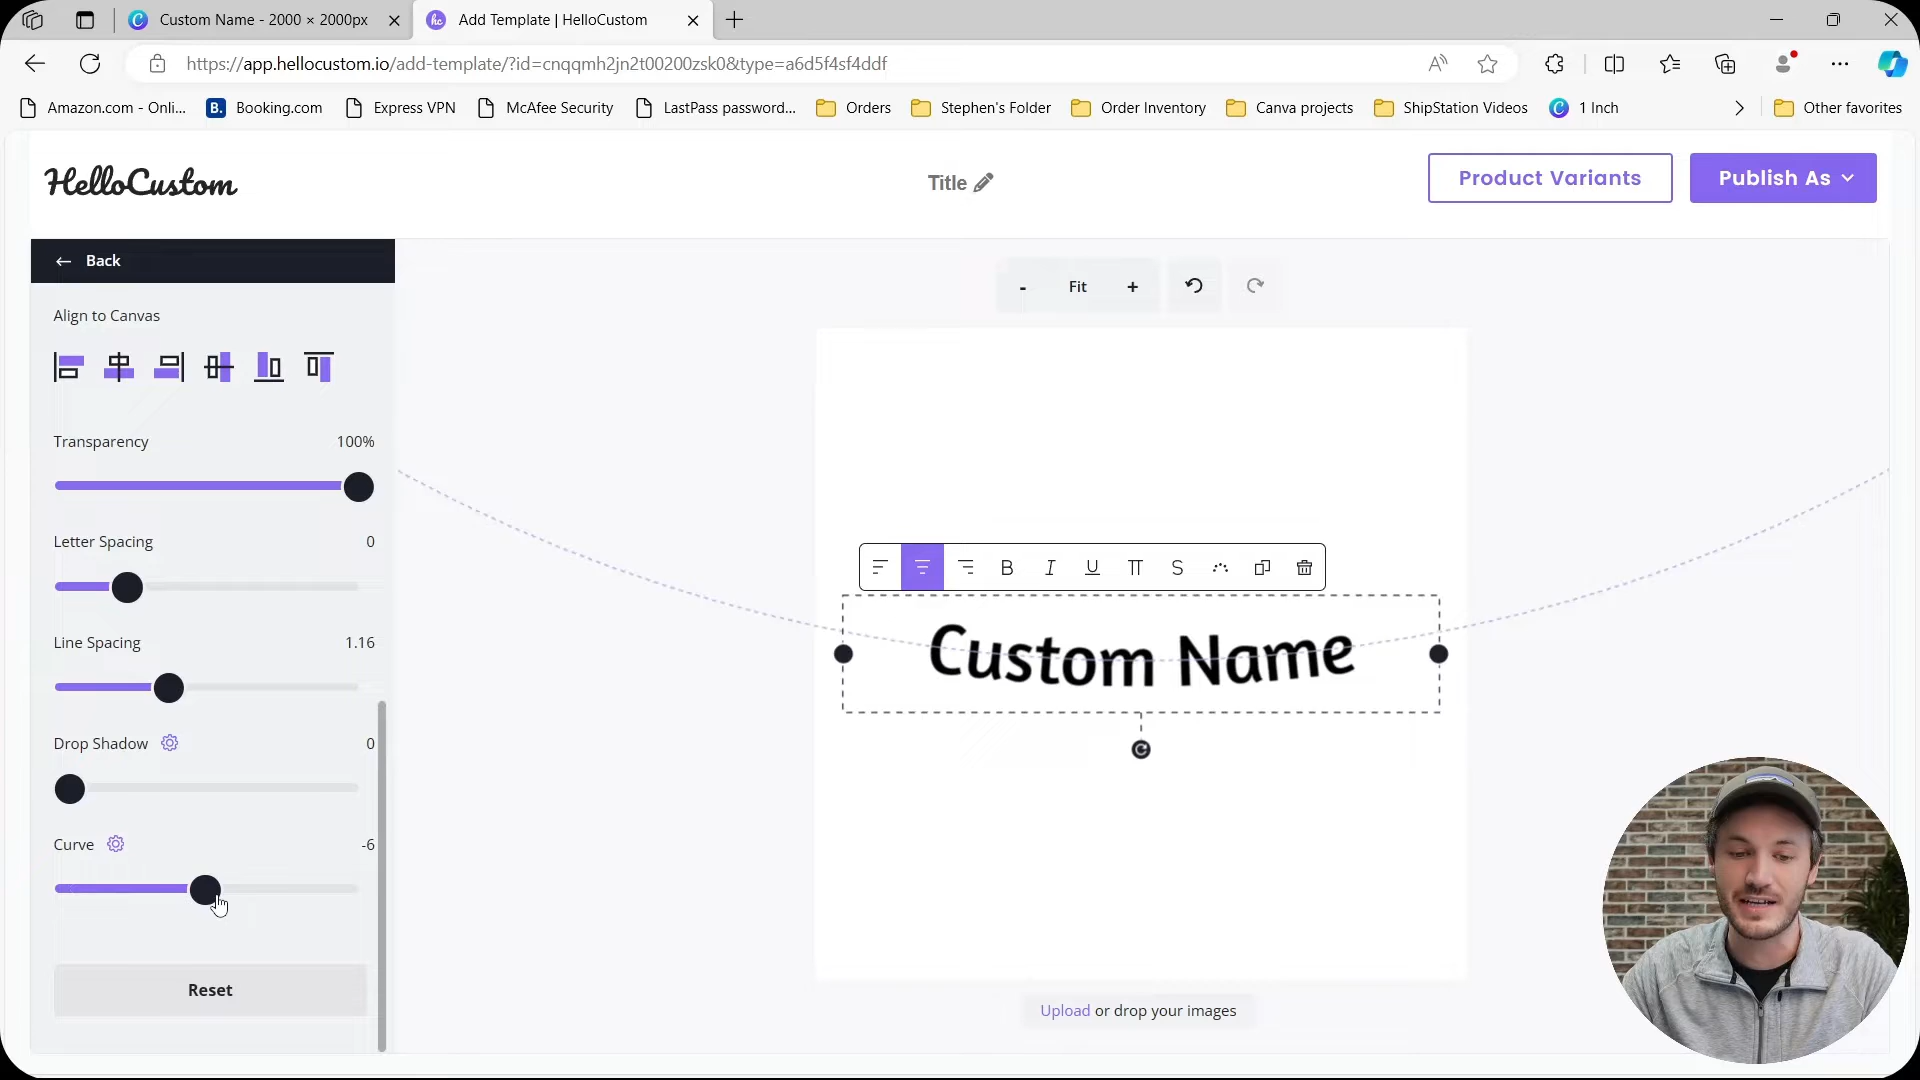 Custom Name - 2000 × 2000px
Add Template | HelloCustom
https://app.hellocustom.io/add-template/?id=cnqqmh2jn2t00200zsk0&type=a6d5f4sf4ddf
Amazon.com - Onli...
Booking.com
Express VPN
McAfee Security
LastPass password...
Orders
Stephen's Folder
Order Inventory
Canva projects
ShipStation Videos
1 Inch
Other favorites
HelloCustom
Title
Product Variants
Publish As
Back
- Fit +
Align to Canvas
Transparency 100%
Letter Spacing 0
Line Spacing 1.16
Drop Shadow 0
Curve -6
Reset
Custom Name
Upload or drop your images